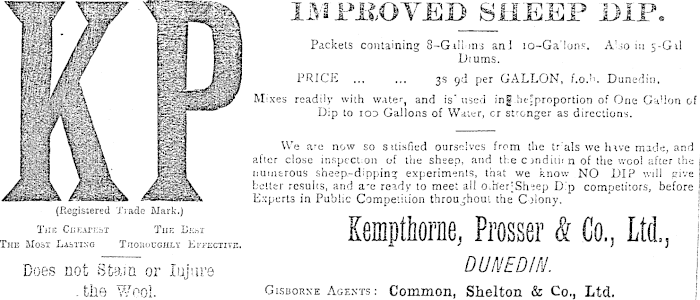 KP
(Registered Trade Mark.)
The Cheapest The Best
The Most Lasting Thoroughly Effective.
Does not Stain or Injure
the Wool.
IMPROVED SHEEP DIP.
Packets containing 8-Gallons and 10-Gallons. Also in 5-Gal
Drums.
PRICE ... ... 3s 9d per GALLON, f.o.b. Dunedin,
Mixes readily with water, and is used in the proportion of One Gallon of
Dip to 100 Gallons of Water, or stronger as directions.
We are now so satisfied ourselves from the trials we have made, and
after close inspection of the sheep, and the condition of the wool after the
numerous sheep-dipping experiments, that we know NO DIP will give
better results, and are ready to meet all other Sheep Dip competitors, before
Experts in Public Competition throughout the Colony.
Kempthorne, Prosser & Co., Ltd.,
DUNEDIN.
Gisborne Agents: Common, Shelton & Co., Ltd.